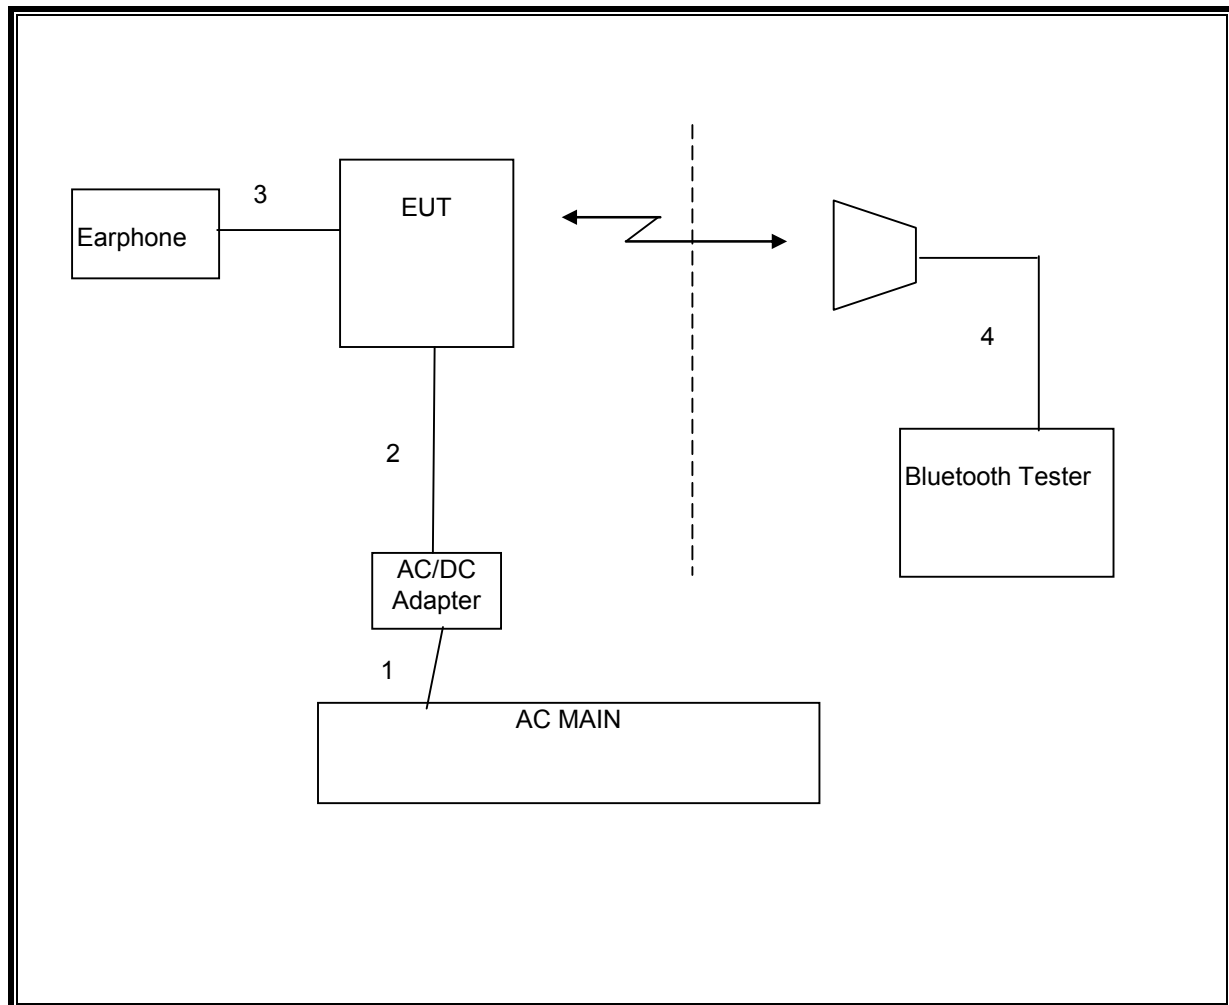 3
EUT
Earphone
4
2
Bluetooth Tester
AC/DC
Adapter
1
AC MAIN